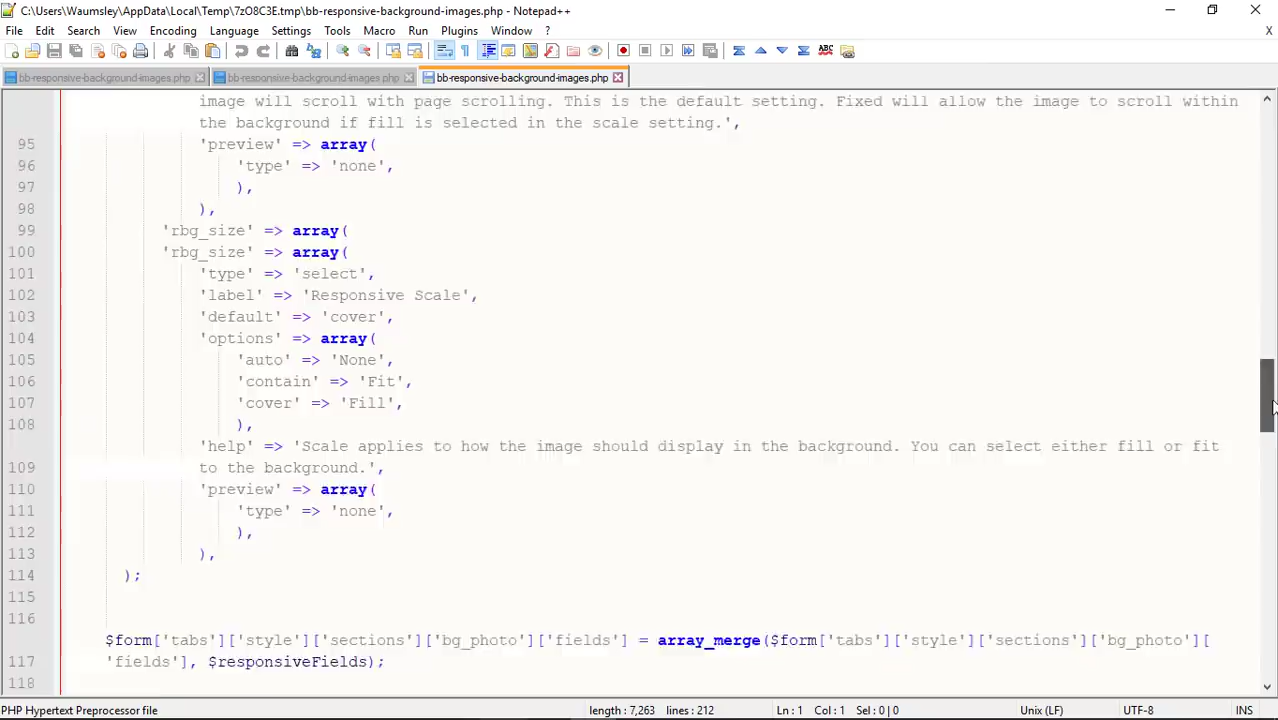 C:\Users\Waumsley\AppData\Local\Temp\7zO8C3E.tmp\bb-responsive-background-images.php - Notepad++
File Edit Search View Encoding Language Settings Tools Macro Run Plugins Window ? X
bb-responsive-background-images.php bb-responsive-background-images.php bb-responsive-background-images.php
image will scroll with page scrolling. This is the default setting. Fixed will allow the image to scroll within
the background if fill is selected in the scale setting.',
95 'preview' => array(
96 'type' => 'none',
97 ),
98 ),
99 'rbg_size' => array(
100 'rbg_size' => array(
101 'type' => 'select',
102 'label' => 'Responsive Scale',
103 'default' => 'cover',
104 'options' => array(
105 'auto' => 'None',
106 'contain' => 'Fit',
107 'cover' => 'Fill',
108 ),
'help' => 'Scale applies to how the image should display in the background. You can select either fill or fit
109 to the background.',
110 'preview' => array(
111 'type' => 'none',
112 ),
113 ),
114 );
115
116
$form['tabs']['style']['sections']['bg_photo']['fields'] = array_merge($form['tabs']['style']['sections']['bg_photo'][
117 'fields'], $responsiveFields);
118
PHP Hypertext Preprocessor file length : 7,263 lines : 212 Ln : 1 Col : 1 Sel : 0 | 0 Unix (LF) UTF-8 INS